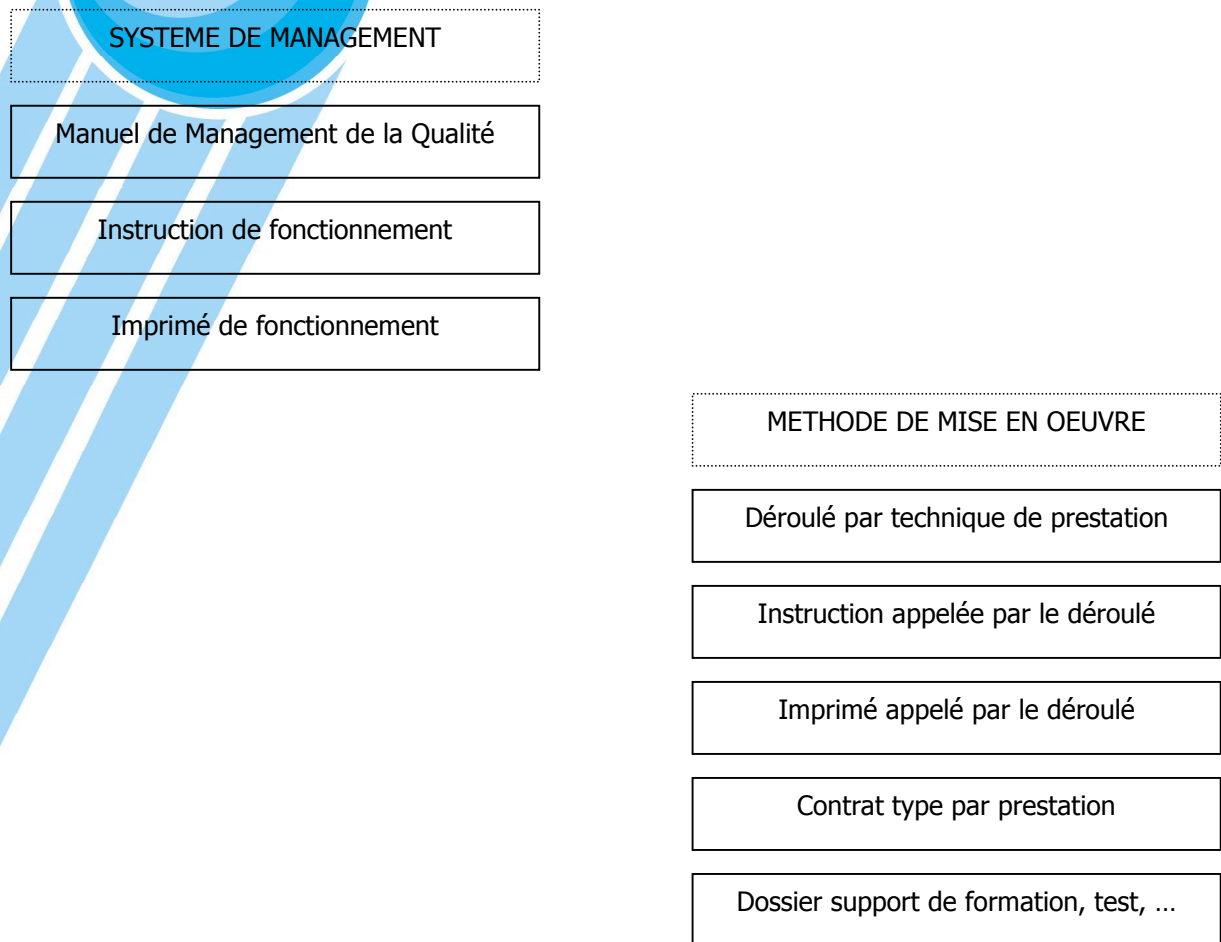 SYSTEME DE MANAGEMENT
Manuel de Management de la Qualité
Instruction de fonctionnement
Imprimé de fonctionnement
METHODE DE MISE EN OEUVRE
Déroulé par technique de prestation
Instruction appelée par le déroulé
Imprimé appelé par le déroulé
Contrat type par prestation
Dossier support de formation, test, …